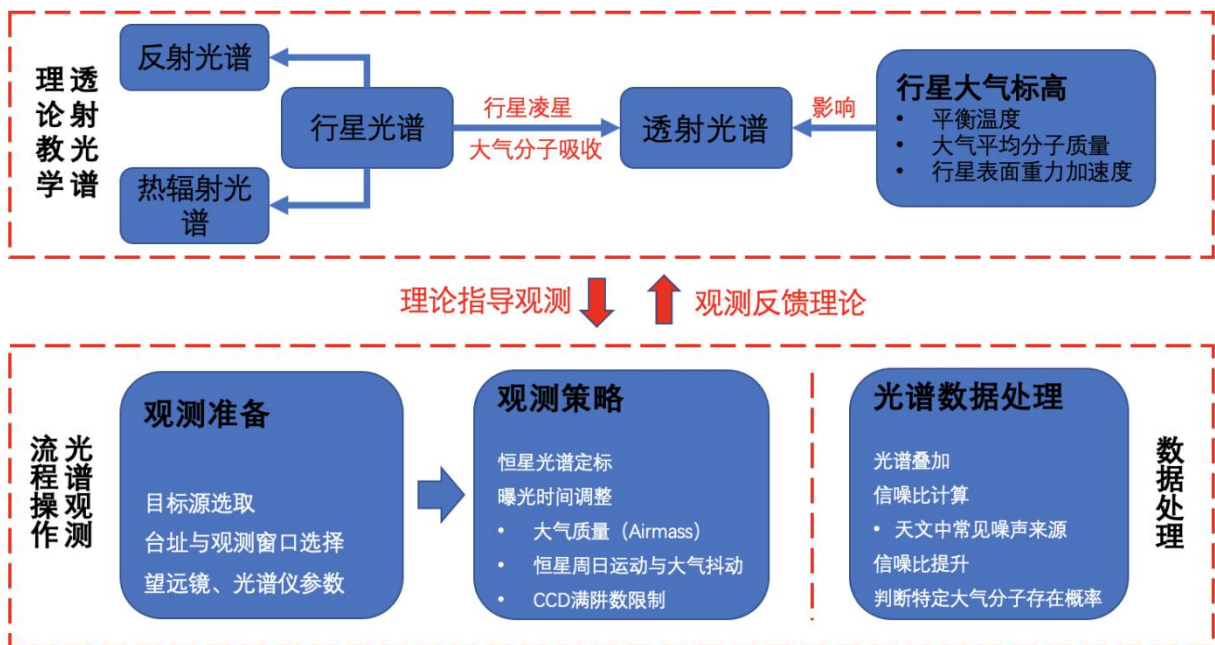 透射光谱
理论教学
反射光谱
行星光谱
热辐射光
谱
行星凌星
大气分子吸收
透射光谱
影响
行星大气标高
• 平衡温度
• 大气平均分子质量
• 行星表面重力加速度
理论指导观测
观测反馈理论
光谱观测
流程操作
观测准备
目标源选取
台址与观测窗口选择
望远镜、光谱仪参数
观测策略
恒星光谱定标
曝光时间调整
• 大气质量（Airmass）
• 恒星周日运动与大气抖动
• CCD满阱数限制
光谱数据处理
光谱叠加
信噪比计算
• 天文中常见噪声来源
信噪比提升
判断特定大气分子存在概率
数据处理